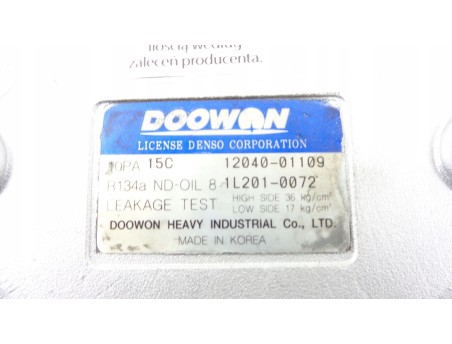 ilością według
zaleceń producenta.
DOOWON
LICENSE DENSO CORPORATION
10PA 15C 12040-01109
R134a ND-OIL 8 1L201-0072
LEAKAGE TEST HIGH SIDE 36 kg/cm²
LOW SIDE 17 kg/cm²
DOOWON HEAVY INDUSTRIAL Co., LTD.
MADE IN KOREA